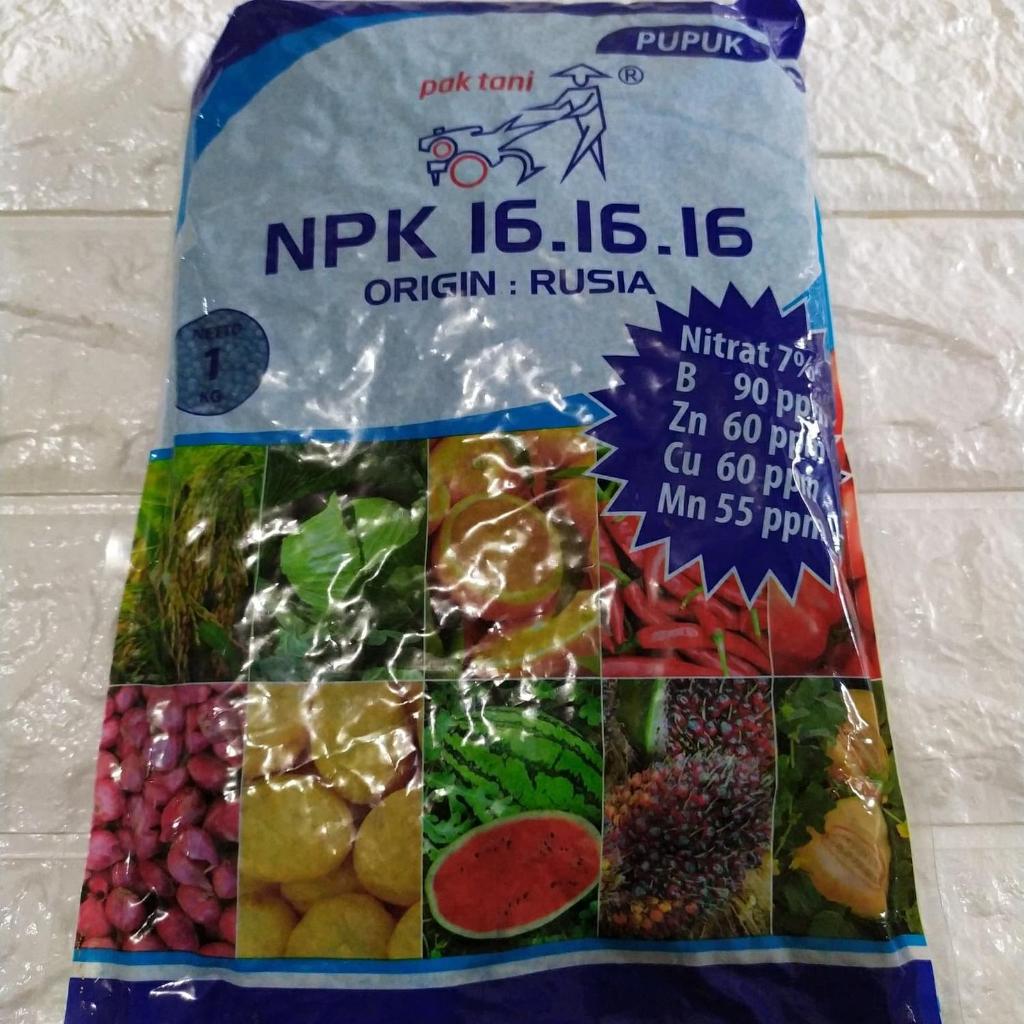 PUPUK
pak tani ®
NPK 16.16.16
ORIGIN : RUSIA
NETTO
1
KG
Nitrat 7%
B 90 ppm
Zn 60 ppm
Cu 60 ppm
Mn 55 ppm